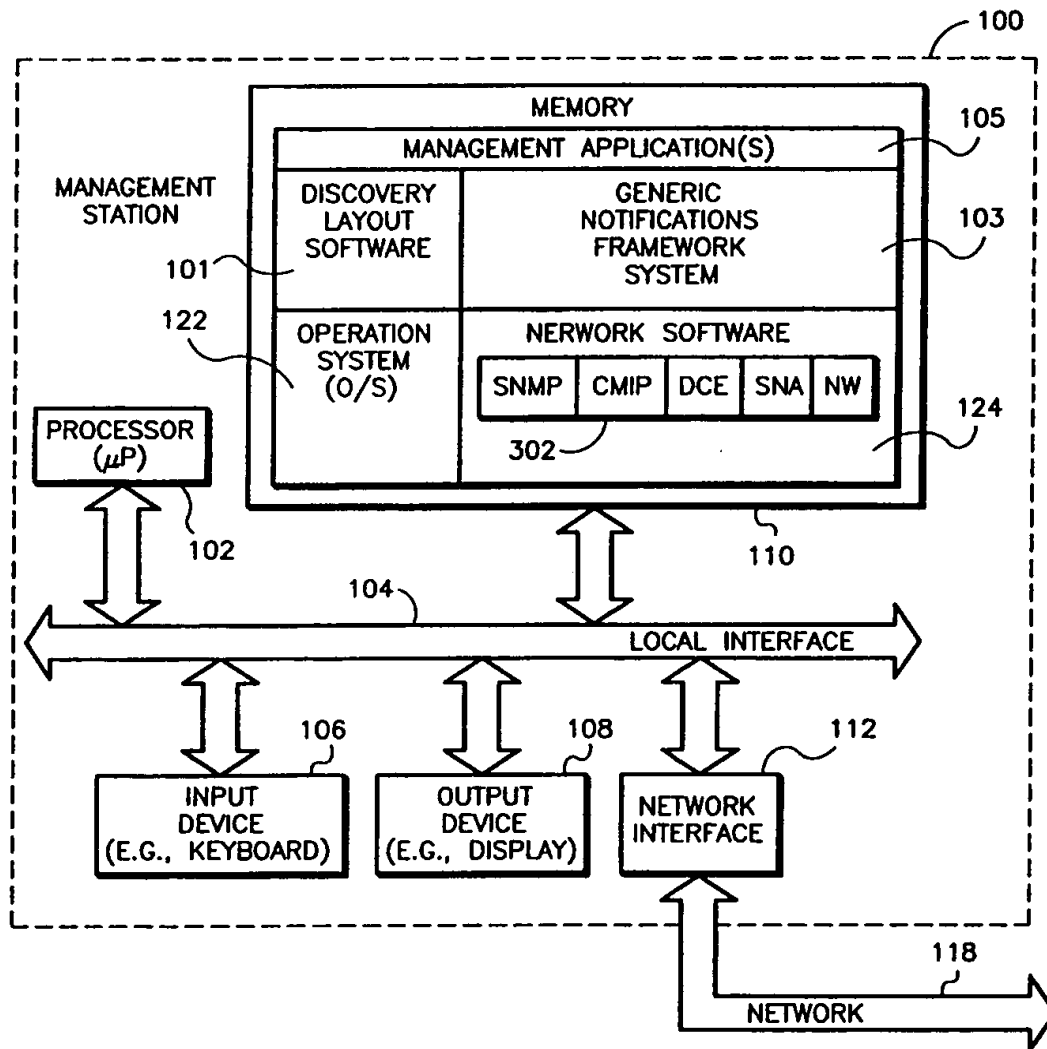 100
MEMORY
MANAGEMENT APPLICATION(S)
105
MANAGEMENT
STATION
DISCOVERY
LAYOUT
SOFTWARE
101
GENERIC
NOTIFICATIONS
FRAMEWORK
SYSTEM
103
122
OPERATION
SYSTEM
(O/S)
NERWORK SOFTWARE
SNMP
CMIP
DCE
SNA
NW
302
124
PROCESSOR
(μP)
102
110
104
LOCAL INTERFACE
106
INPUT
DEVICE
(E.G., KEYBOARD)
108
OUTPUT
DEVICE
(E.G., DISPLAY)
112
NETWORK
INTERFACE
118
NETWORK